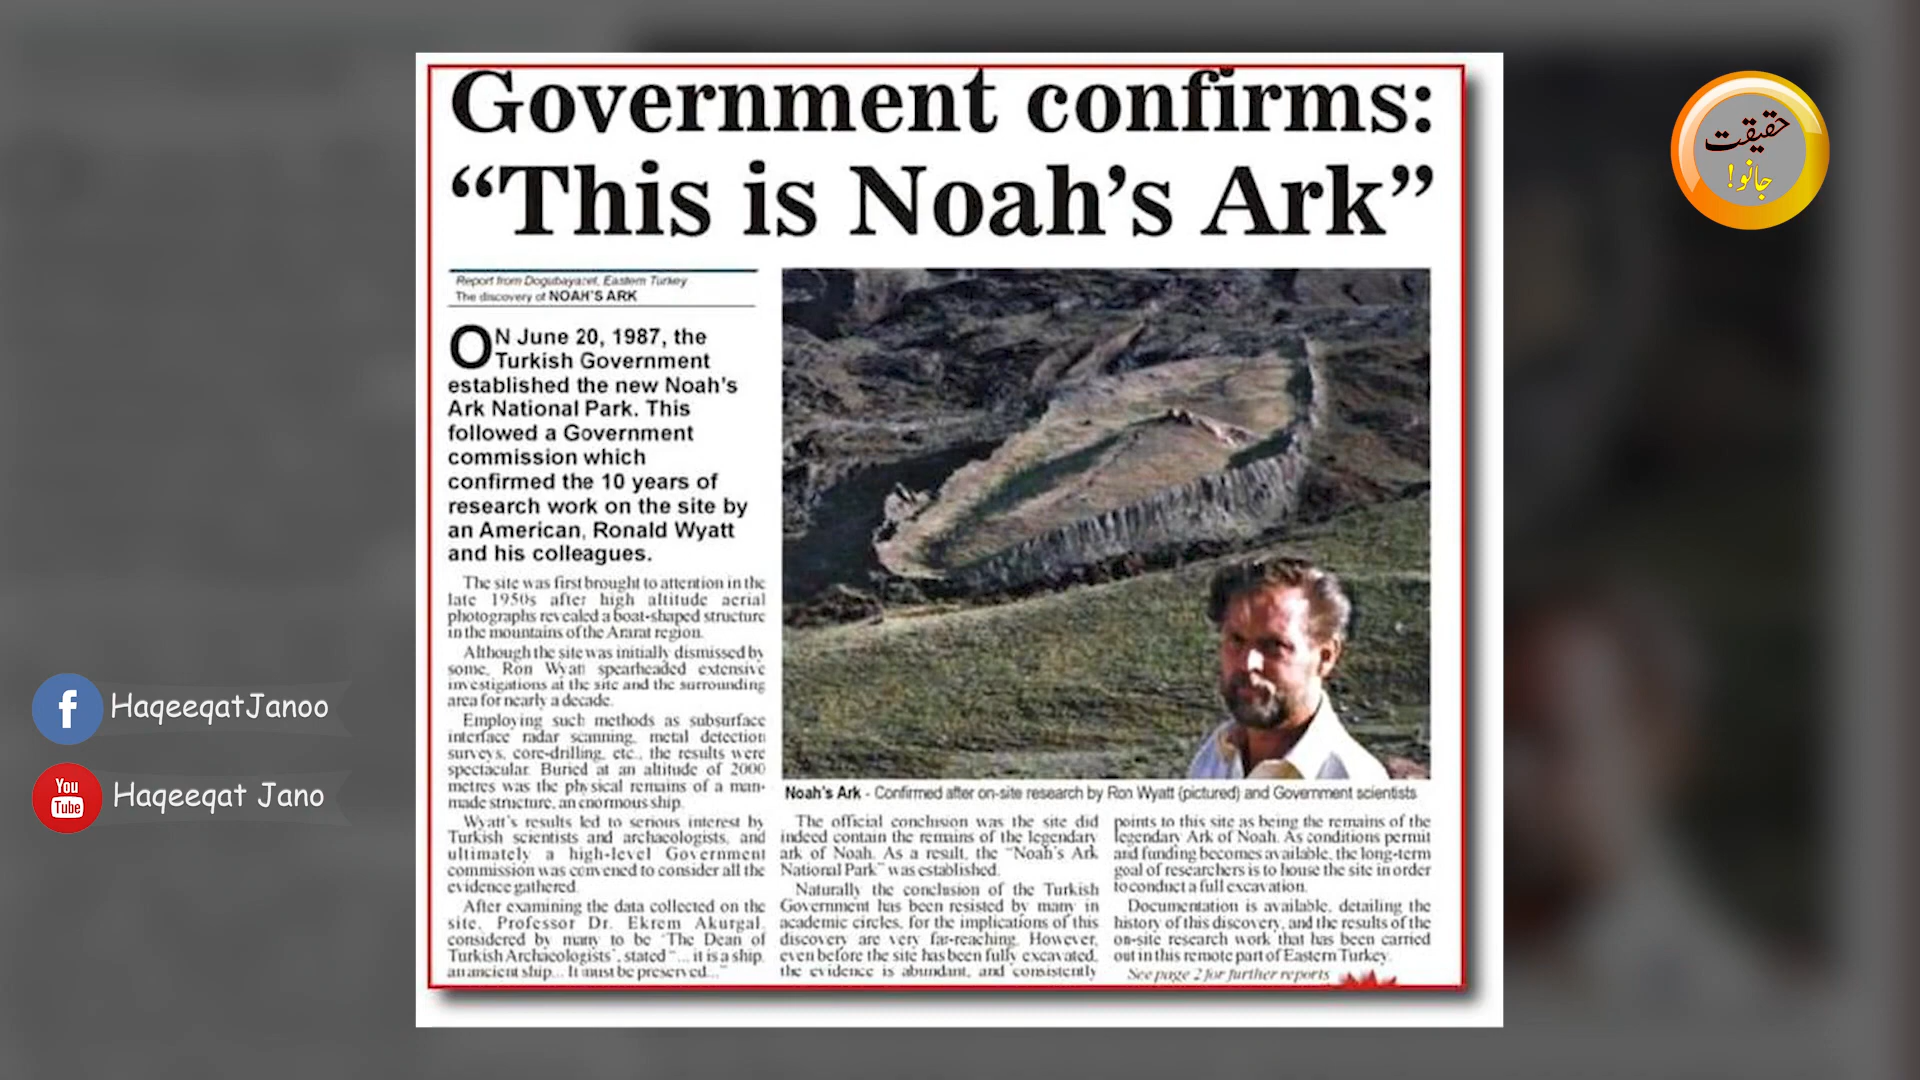 Government confirms:
“This is Noah’s Ark”
Report from Dogubayazet, Eastern Turkey
The discovery of NOAH'S ARK
ON June 20, 1987, the
Turkish Government
established the new Noah's
Ark National Park. This
followed a Government
commission which
confirmed the 10 years of
research work on the site by
an American, Ronald Wyatt
and his colleagues.
The site was first brought to attention in the
late 1950s after high altitude aerial
photographs revealed a boat-shaped structure
in the mountains of the Ararat region.
Although the site was initially dismissed by
some, Ron Wyatt spearheaded extensive
investigations at the site and the surrounding
area for nearly a decade.
Employing such methods as subsurface
interface radar scanning, metal detection
surveys, core-drilling, etc., the results were
spectacular. Buried at an altitude of 2000
metres was the physical remains of a man-
made structure, an enormous ship.
Wyatt's results led to serious interest by
Turkish scientists and archaeologists, and
ultimately a high-level Government
commission was convened to consider all the
evidence gathered.
After examining the data collected on the
site, Professor Dr. Ekrem Akurgal,
considered by many to be "The Dean of
Turkish Archaeologists", stated "... it is a ship,
an ancient ship... It must be preserved..."
Noah's Ark - Confirmed after on-site research by Ron Wyatt (pictured) and Government scientists
The official conclusion was the site did
indeed contain the remains of the legendary
ark of Noah. As a result, the "Noah's Ark
National Park" was established.
Naturally the conclusion of the Turkish
Government has been resisted by many in
academic circles, for the implications of this
discovery are very far-reaching. However,
even before the site has been fully excavated,
the evidence is abundant, and consistently
points to this site as being the remains of the
legendary Ark of Noah. As conditions permit
and funding becomes available, the long-term
goal of researchers is to house the site in order
to conduct a full excavation.
Documentation is available, detailing the
history of this discovery, and the results of the
on-site research work that has been carried
out in this remote part of Eastern Turkey.
See page 2 for further reports
حقیقت
جانو!
f HaqeeqatJanoo
You
Tube
Haqeeqat Jano